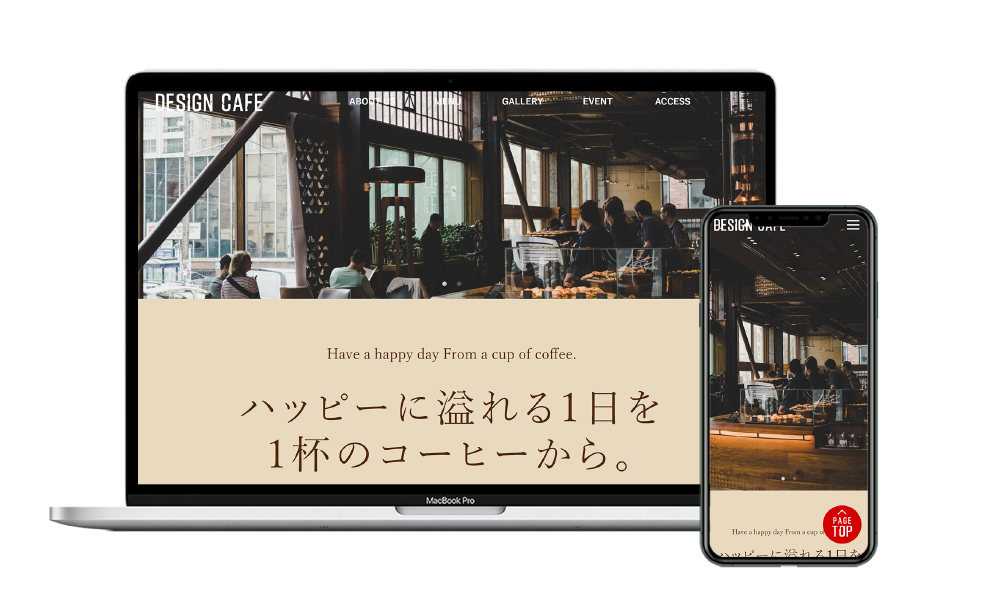 DESIGN CAFE
ABOUT
MENU
GALLERY
EVENT
ACCESS
Have a happy day From a cup of coffee.
ハッピーに溢れる1日を
1杯のコーヒーから。
MacBook Pro
DESIGN CAFE
Have a happy day From a cup o
PAGE
TOP
ハッピーに溢れる1日を